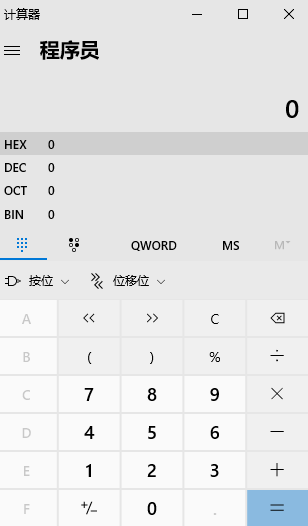 计算器
程序员
0
HEX 0
DEC 0
OCT 0
BIN 0
QWORD MS M˅
按位 位移位
A << >> C
B ( ) % ÷
C 7 8 9 ×
D 4 5 6 −
E 1 2 3 +
F +/− 0 . =